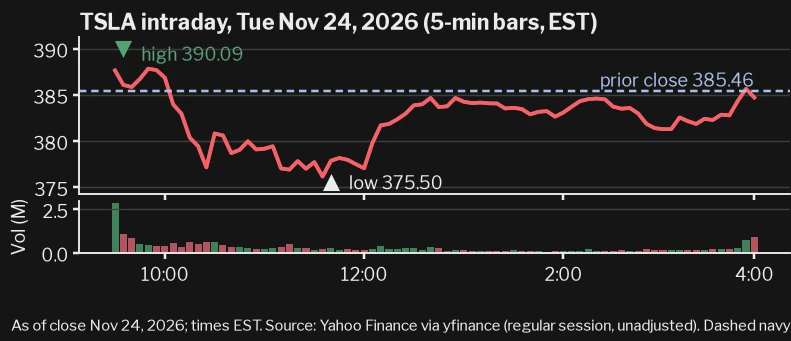 TSLA intraday, Tue Nov 24, 2026 (5-min bars, EST)
390
high 390.09
prior close 385.46
385
380
375
low 375.50
Vol (M)
2.5
0.0
10:00 12:00 2:00 4:00
As of close Nov 24, 2026; times EST. Source: Yahoo Finance via yfinance (regular session, unadjusted). Dashed navy